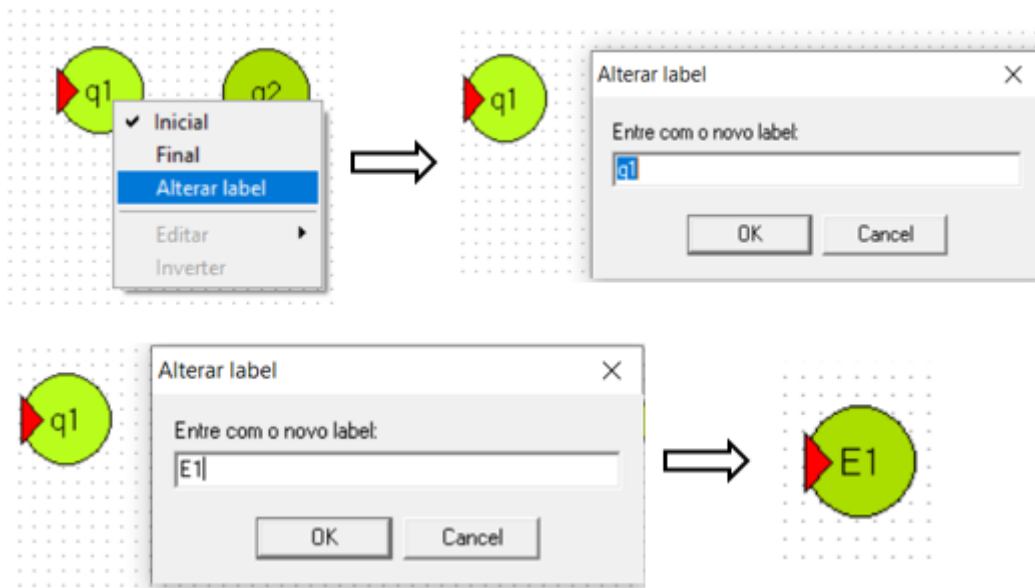 q1
q2
Inicial
Final
Alterar label
Editar
Inverter
q1
Alterar label
Entre com o novo label:
q1
OK Cancel
q1
Alterar label
Entre com o novo label:
E1
OK Cancel
E1